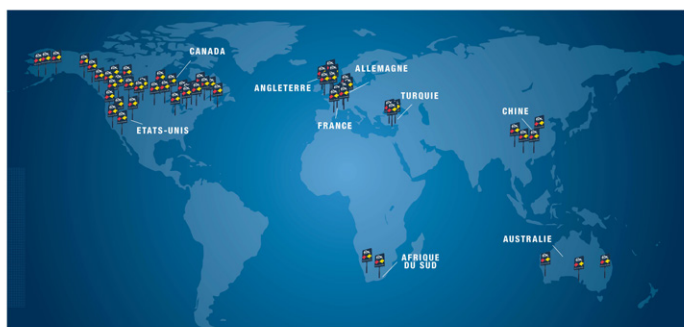 CANADA
ALLEMAGNE
ANGLETERRE
TURQUIE
CHINE
FRANCE
ETATS-UNIS
AUSTRALIE
AFRIQUE
DU SUD